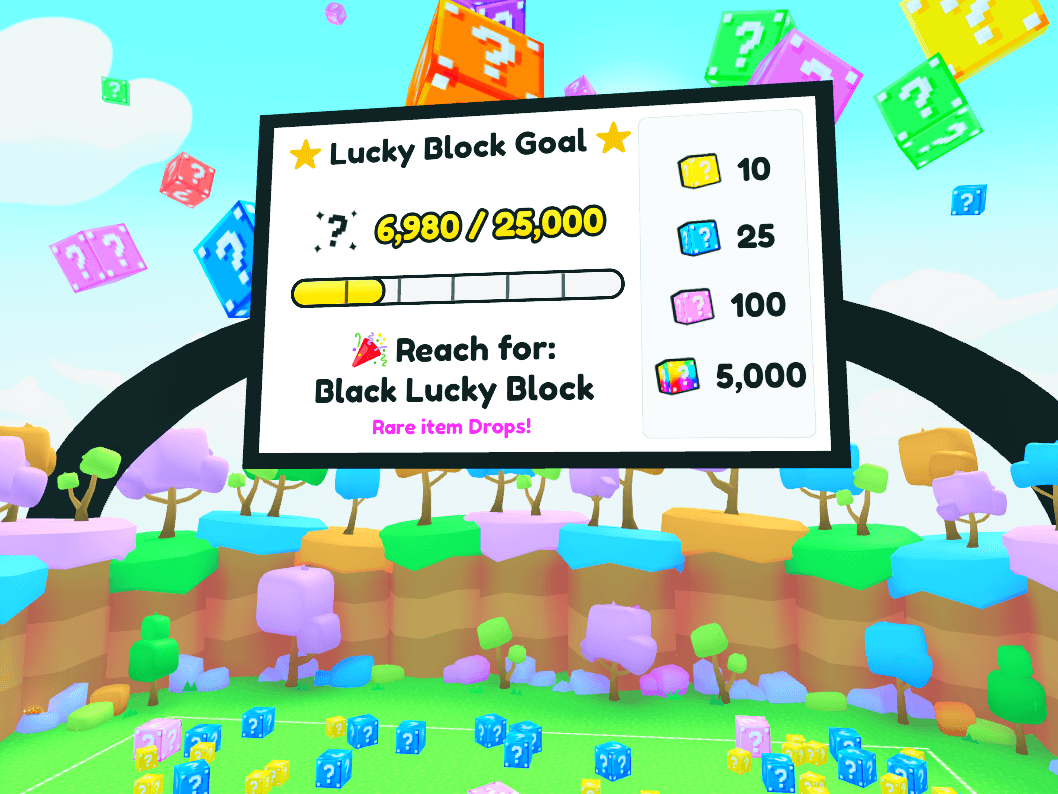 Lucky Block Goal
? 6,980 / 25,000
Reach for:
Black Lucky Block
Rare item Drops!
? 10
? 25
? 100
? 5,000